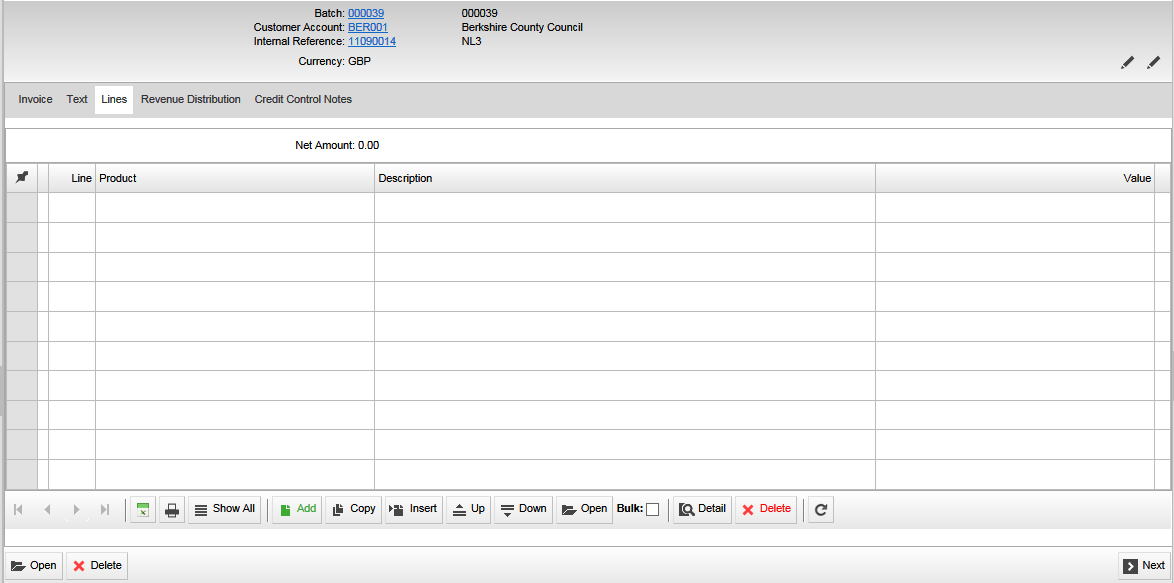 Batch: 000039 000039
Customer Account: BER001 Berkshire County Council
Internal Reference: 11090014 NL3
Currency: GBP
Invoice Text Lines Revenue Distribution Credit Control Notes
Net Amount: 0.00
Line Product Description Value
Show All Add Copy Insert Up Down Open Bulk: Detail Delete
Open Delete Next